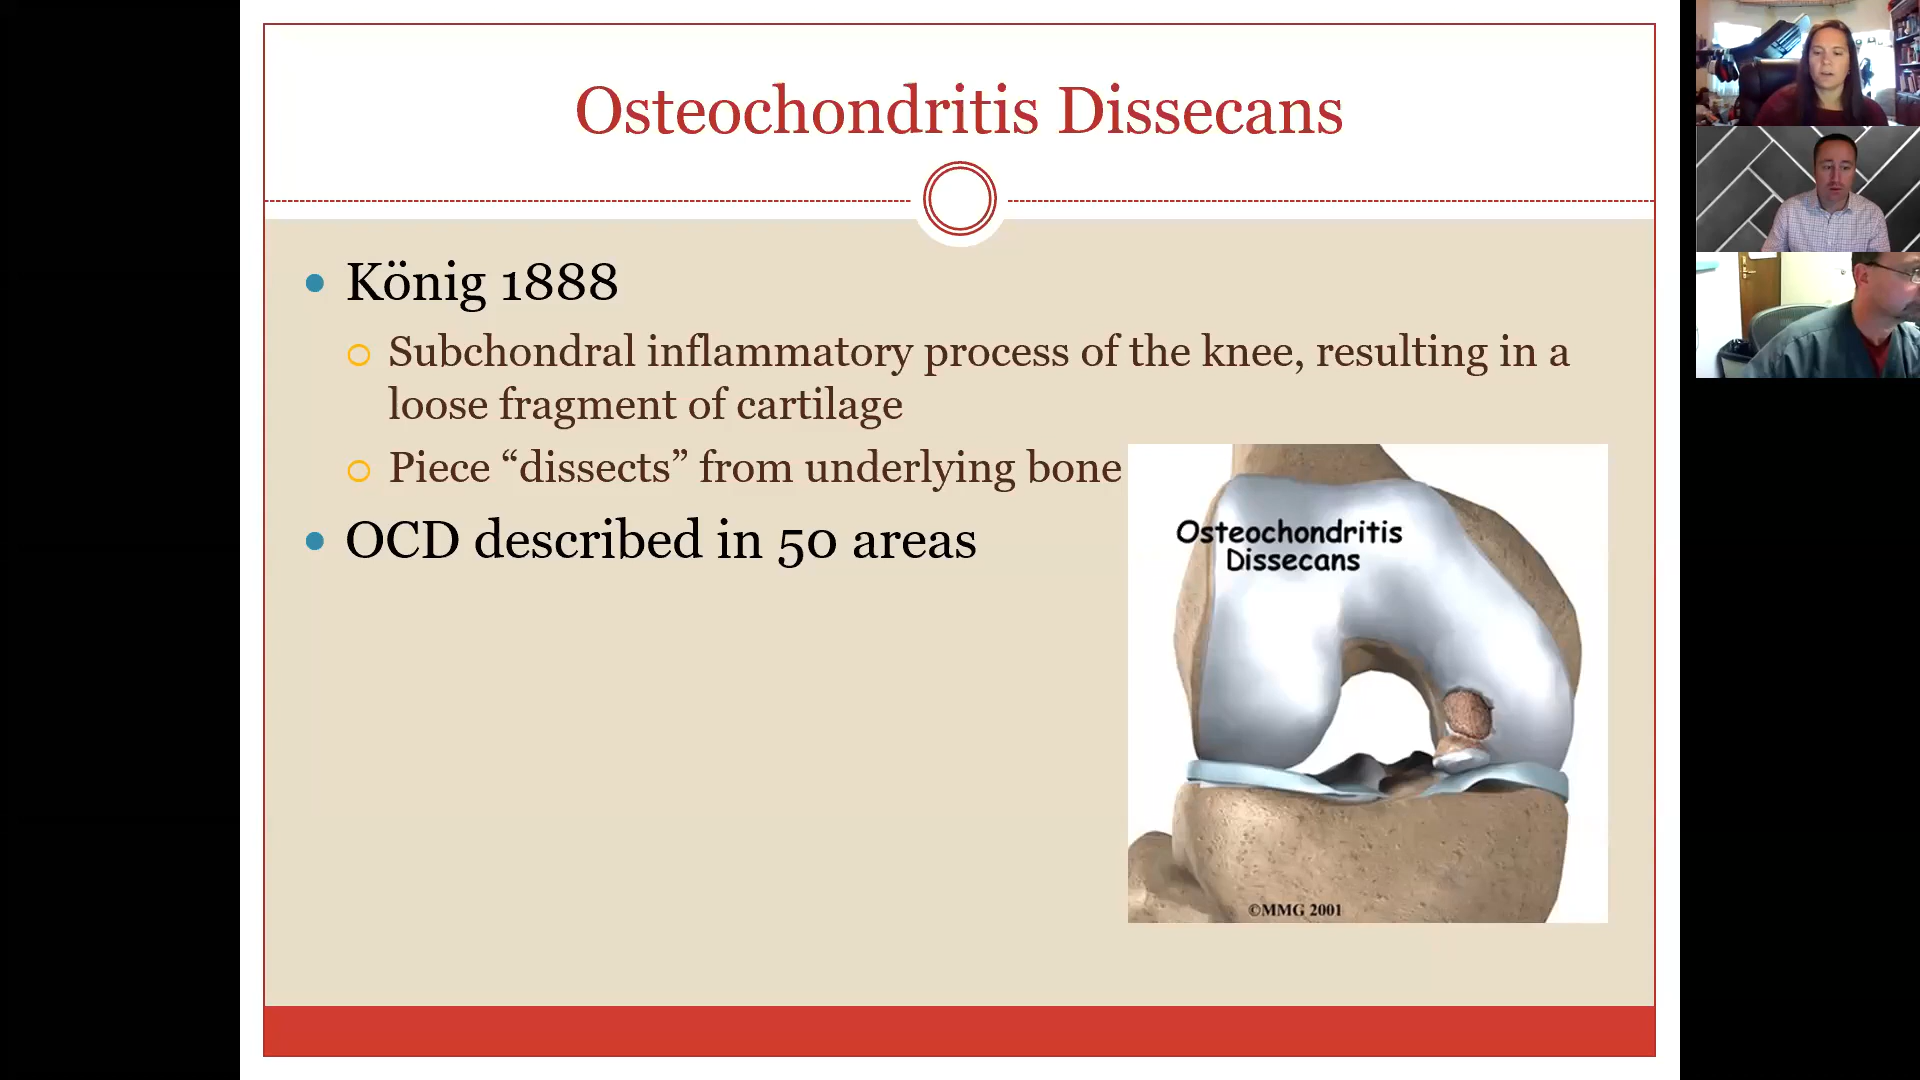 Osteochondritis Dissecans
König 1888
Subchondral inflammatory process of the knee, resulting in a
loose fragment of cartilage
Piece “dissects” from underlying bone
OCD described in 50 areas
Osteochondritis
Dissecans
©MMG 2001